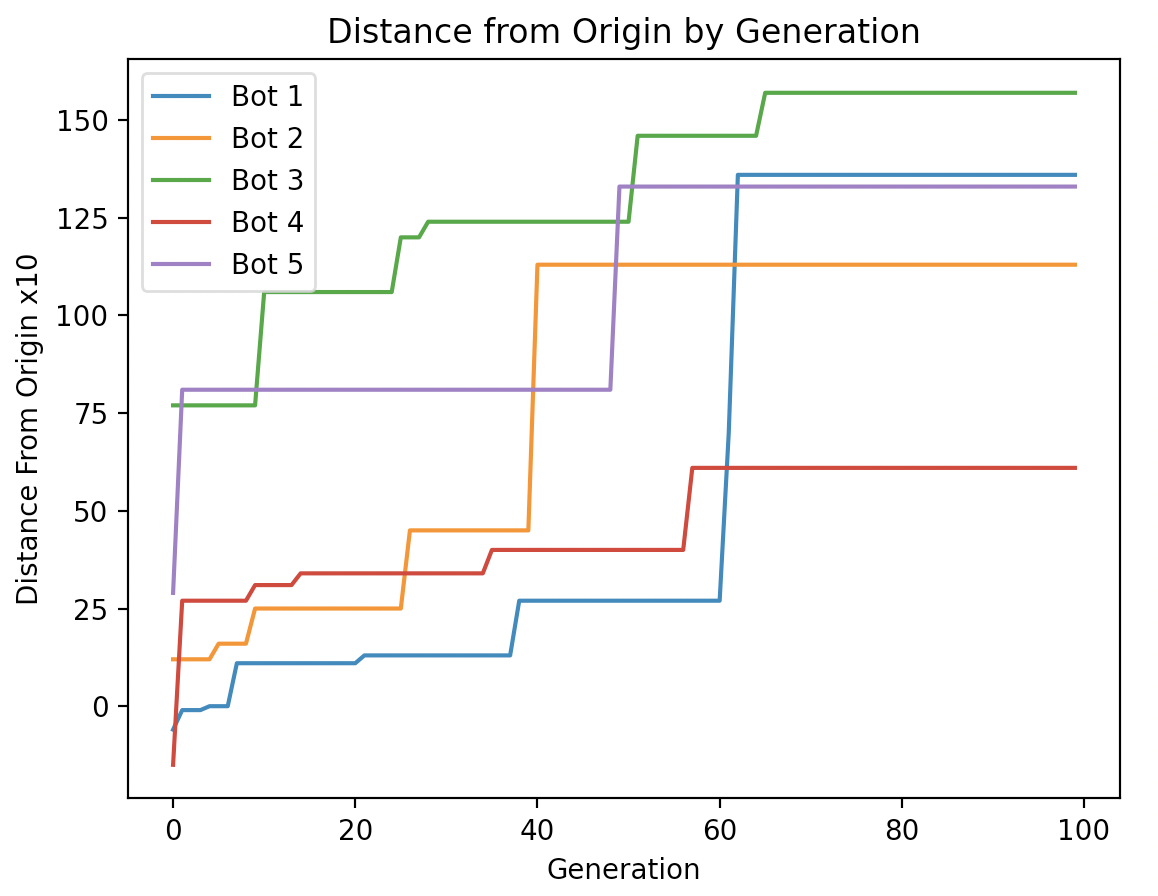 Distance from Origin by Generation
Bot 1
Bot 2
Bot 3
Bot 4
Bot 5
Distance From Origin x10
150
125
100
75
50
25
0
0 20 40 60 80 100
Generation